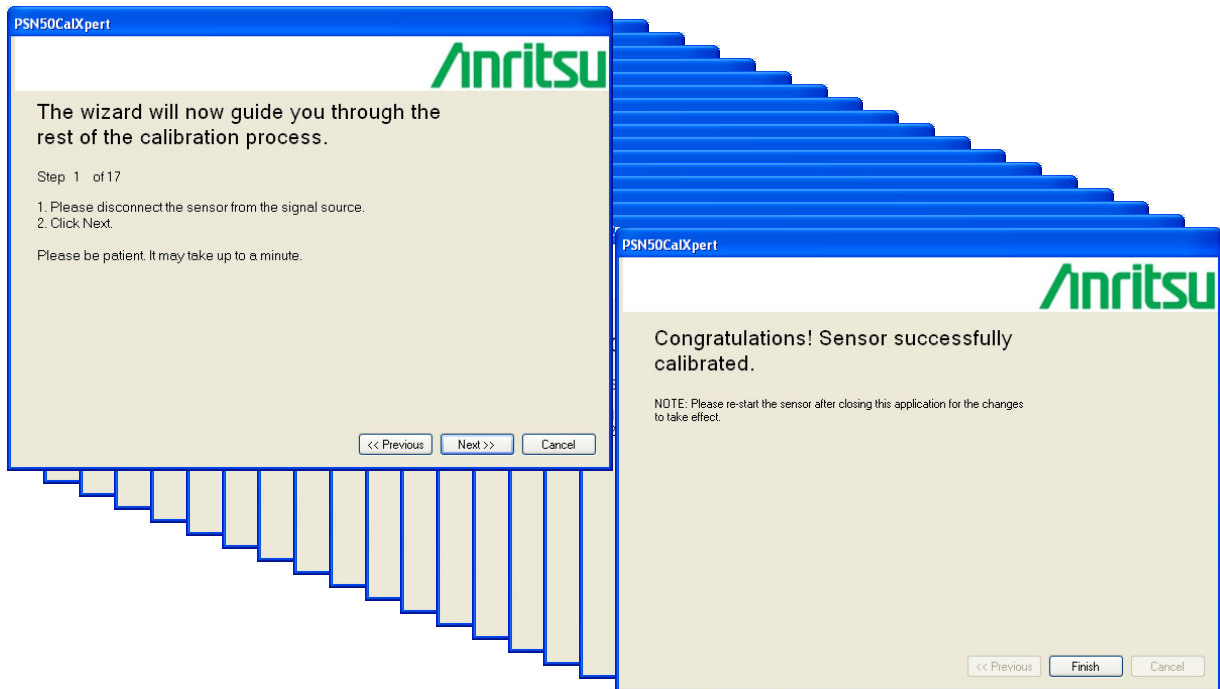 PSN50CalXpert
Anritsu
The wizard will now guide you through the
rest of the calibration process.
Step 1 of 17
1. Please disconnect the sensor from the signal source.
2. Click Next.
Please be patient. It may take up to a minute.
<< Previous Next >> Cancel
PSN50CalXpert
Anritsu
Congratulations! Sensor successfully
calibrated.
NOTE: Please re-start the sensor after closing this application for the changes
to take effect.
<< Previous Finish Cancel